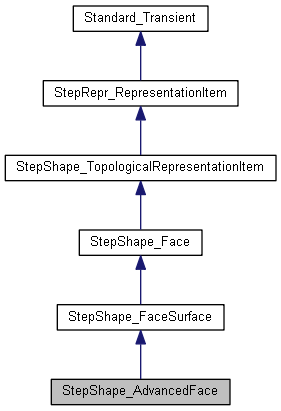 Standard_Transient
StepRepr_RepresentationItem
StepShape_TopologicalRepresentationItem
StepShape_Face
StepShape_FaceSurface
StepShape_AdvancedFace